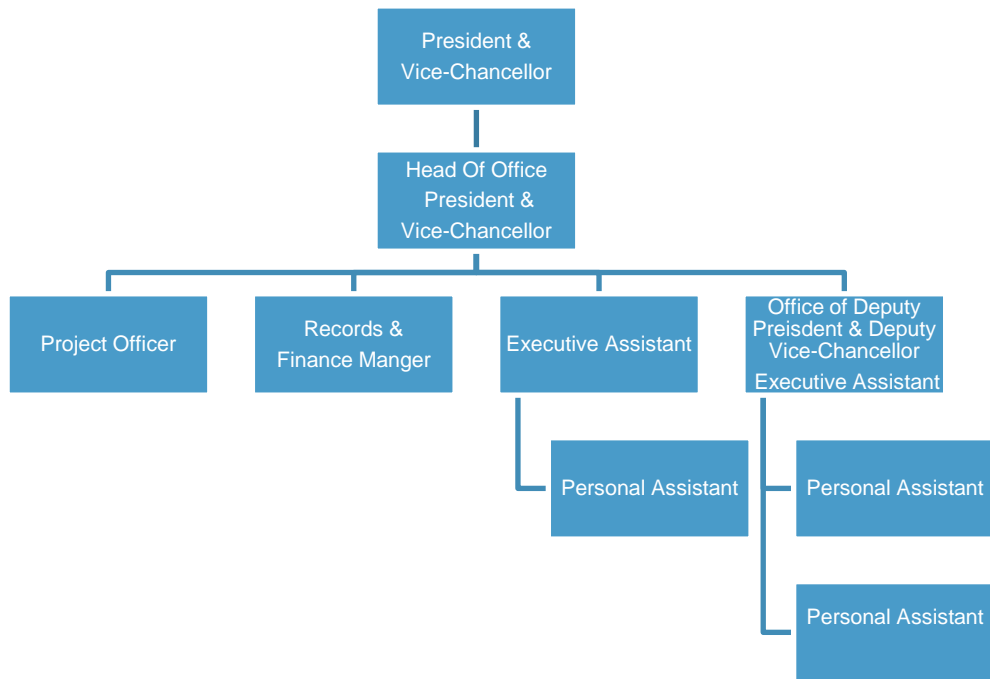 President &
Vice-Chancellor
Head Of Office
President &
Vice-Chancellor
Project Officer
Records &
Finance Manger
Executive Assistant
Office of Deputy
Preisdent & Deputy
Vice-Chancellor
Executive Assistant
Personal Assistant
Personal Assistant
Personal Assistant